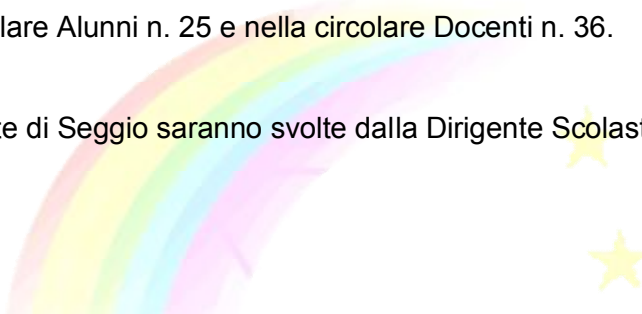 lare Alunni n. 25 e nella circolare Docenti n. 36.
te di Seggio saranno svolte dalla Dirigente Scolast